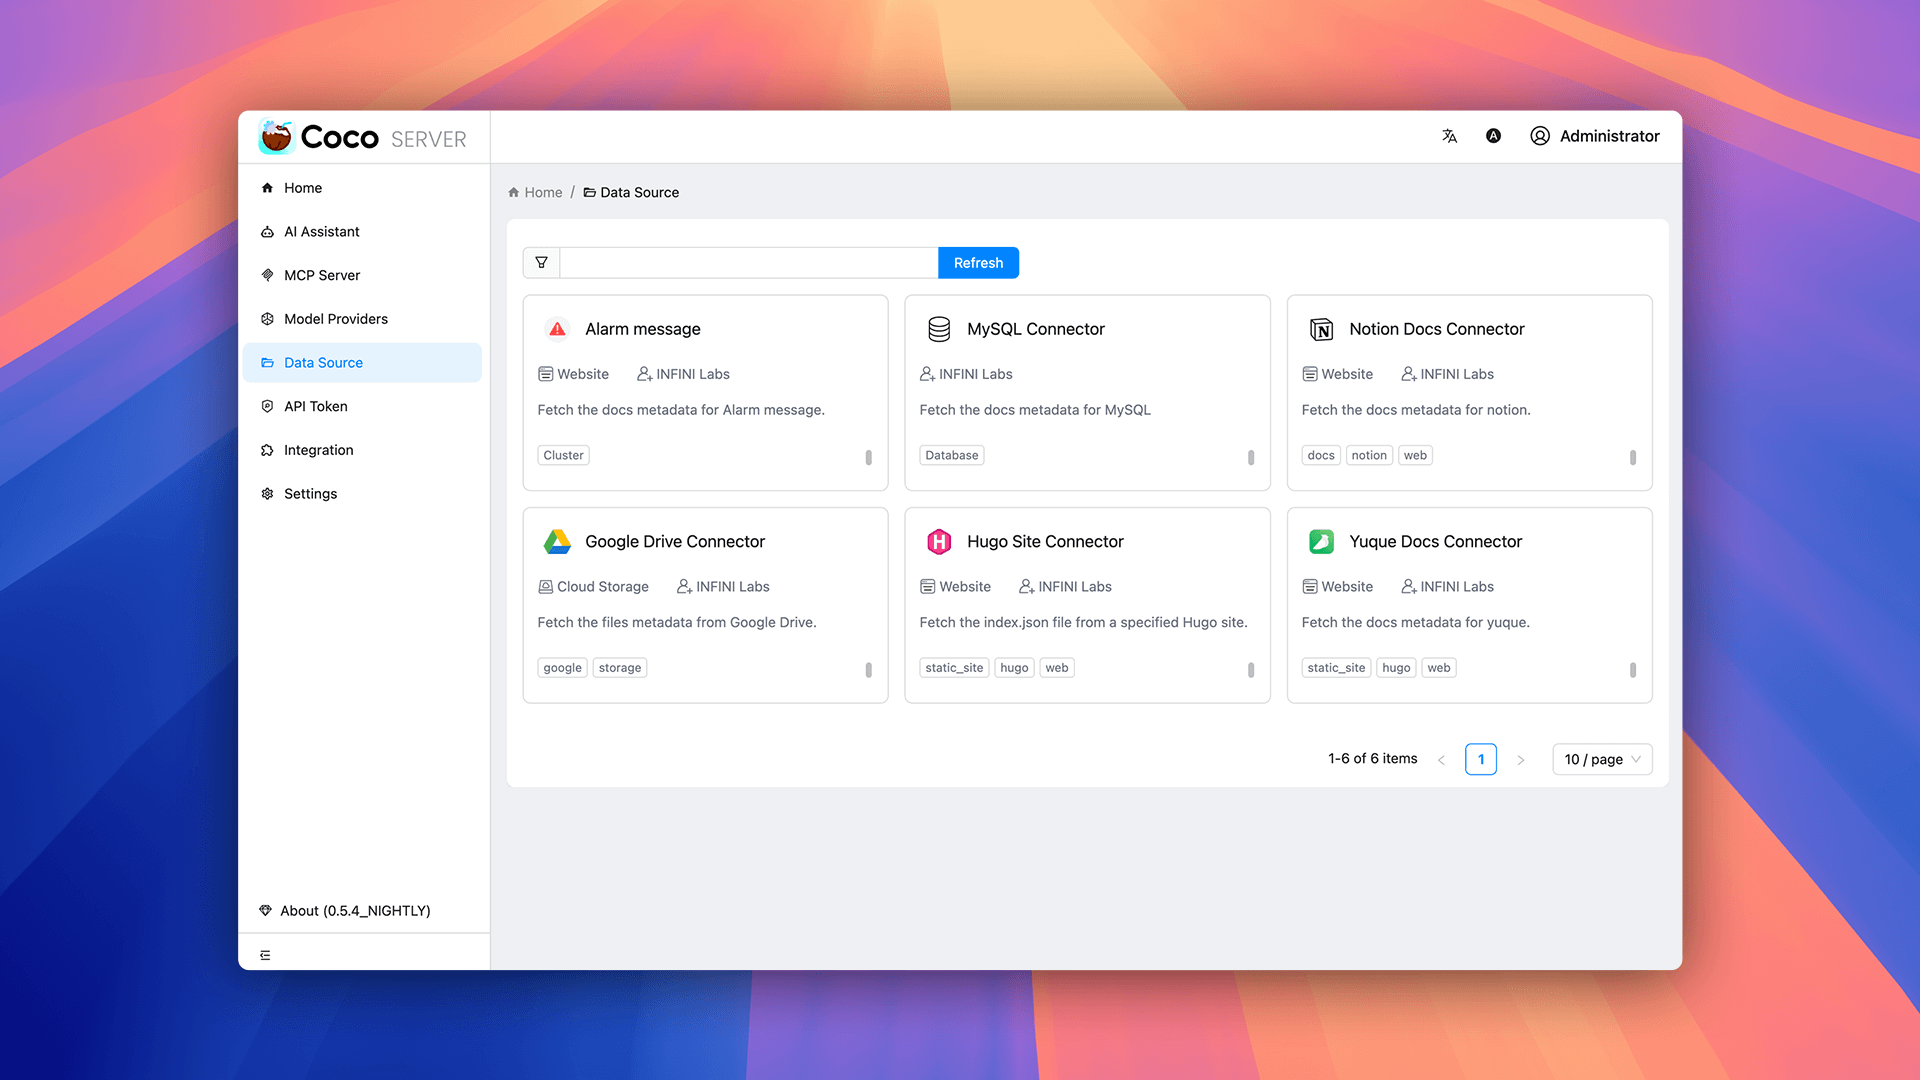 Coco SERVER
Administrator
Home
AI Assistant
MCP Server
Model Providers
Data Source
API Token
Integration
Settings
About (0.5.4_NIGHTLY)
Home / Data Source
Refresh
Alarm message
Website INFINI Labs
Fetch the docs metadata for Alarm message.
Cluster
MySQL Connector
INFINI Labs
Fetch the docs metadata for MySQL
Database
Notion Docs Connector
Website INFINI Labs
Fetch the docs metadata for notion.
docs notion web
Google Drive Connector
Cloud Storage INFINI Labs
Fetch the files metadata from Google Drive.
google storage
Hugo Site Connector
Website INFINI Labs
Fetch the index.json file from a specified Hugo site.
static_site hugo web
Yuque Docs Connector
Website INFINI Labs
Fetch the docs metadata for yuque.
static_site hugo web
1-6 of 6 items < 1 > 10 / page